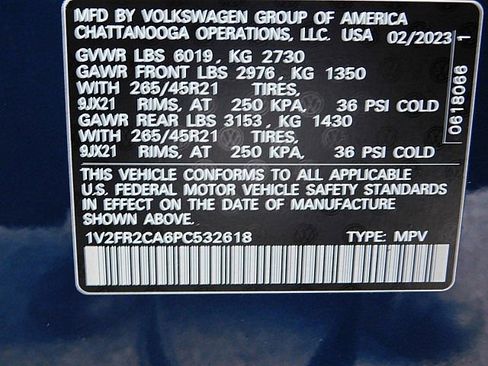 MFD BY VOLKSWAGEN GROUP OF AMERICA
CHATTANOOGA OPERATIONS, LLC. USA 02/2023
GVWR LBS 6019, KG 2730
GAWR FRONT LBS 2976, KG 1350
WITH 265/45R21 TIRES,
9JX21 RIMS, AT 250 KPA, 36 PSI COLD
GAWR REAR LBS 3153, KG 1430
WITH 265/45R21 TIRES,
9JX21 RIMS, AT 250 KPA, 36 PSI COLD
THIS VEHICLE CONFORMS TO ALL APPLICABLE
U.S. FEDERAL MOTOR VEHICLE SAFETY STANDARDS
IN EFFECT ON THE DATE OF MANUFACTURE
SHOWN ABOVE.
1V2FR2CA6PC532618 TYPE: MPV
0618066 1